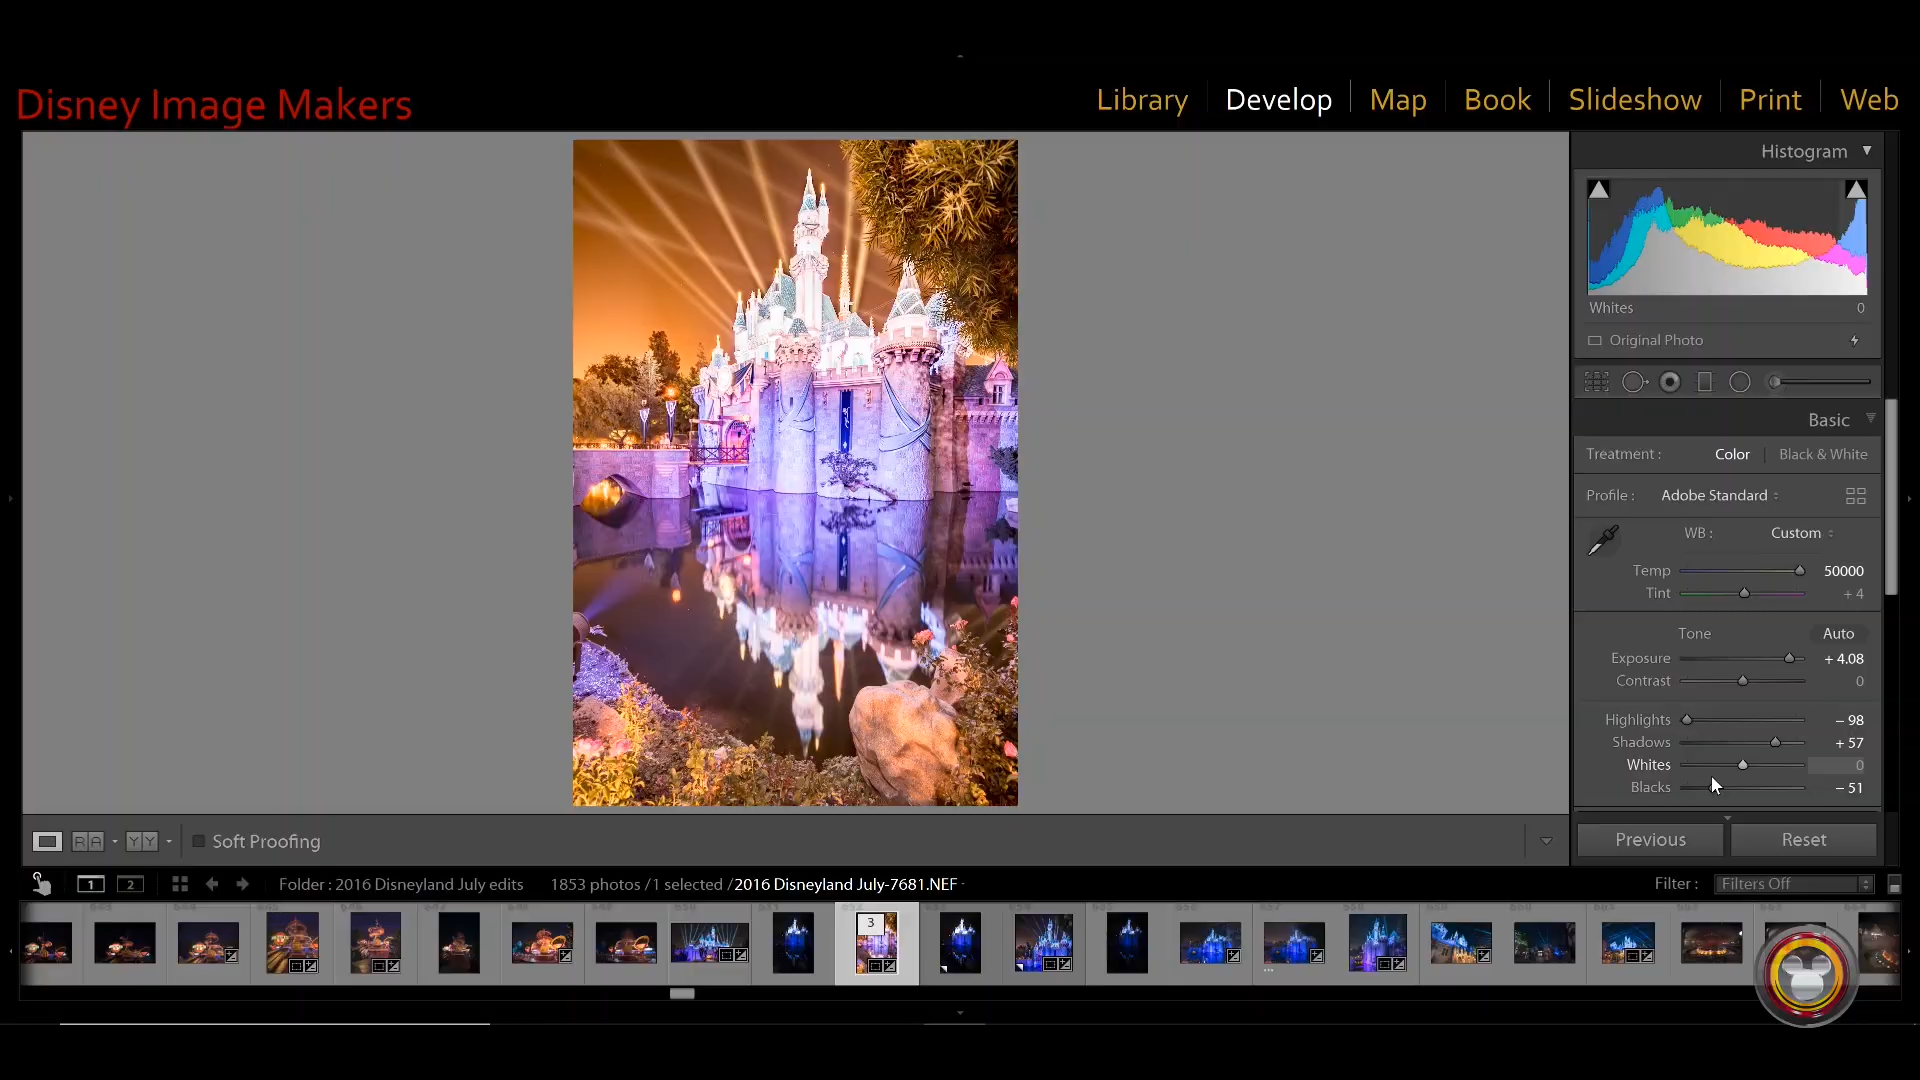 Disney Image Makers
Library Develop Map Book Slideshow Print Web
Histogram
Whites 0
Original Photo
Basic
Treatment : Color Black & White
Profile : Adobe Standard
WB : Custom
Temp 50000
Tint + 4
Tone Auto
Exposure + 4.08
Contrast 0
Highlights – 98
Shadows + 57
Whites 0
Blacks – 51
Previous Reset
R A Y Y Soft Proofing
1 2 Folder : 2016 Disneyland July edits 1853 photos /1 selected /2016 Disneyland July-7681.NEF Filter : Filters Off
3